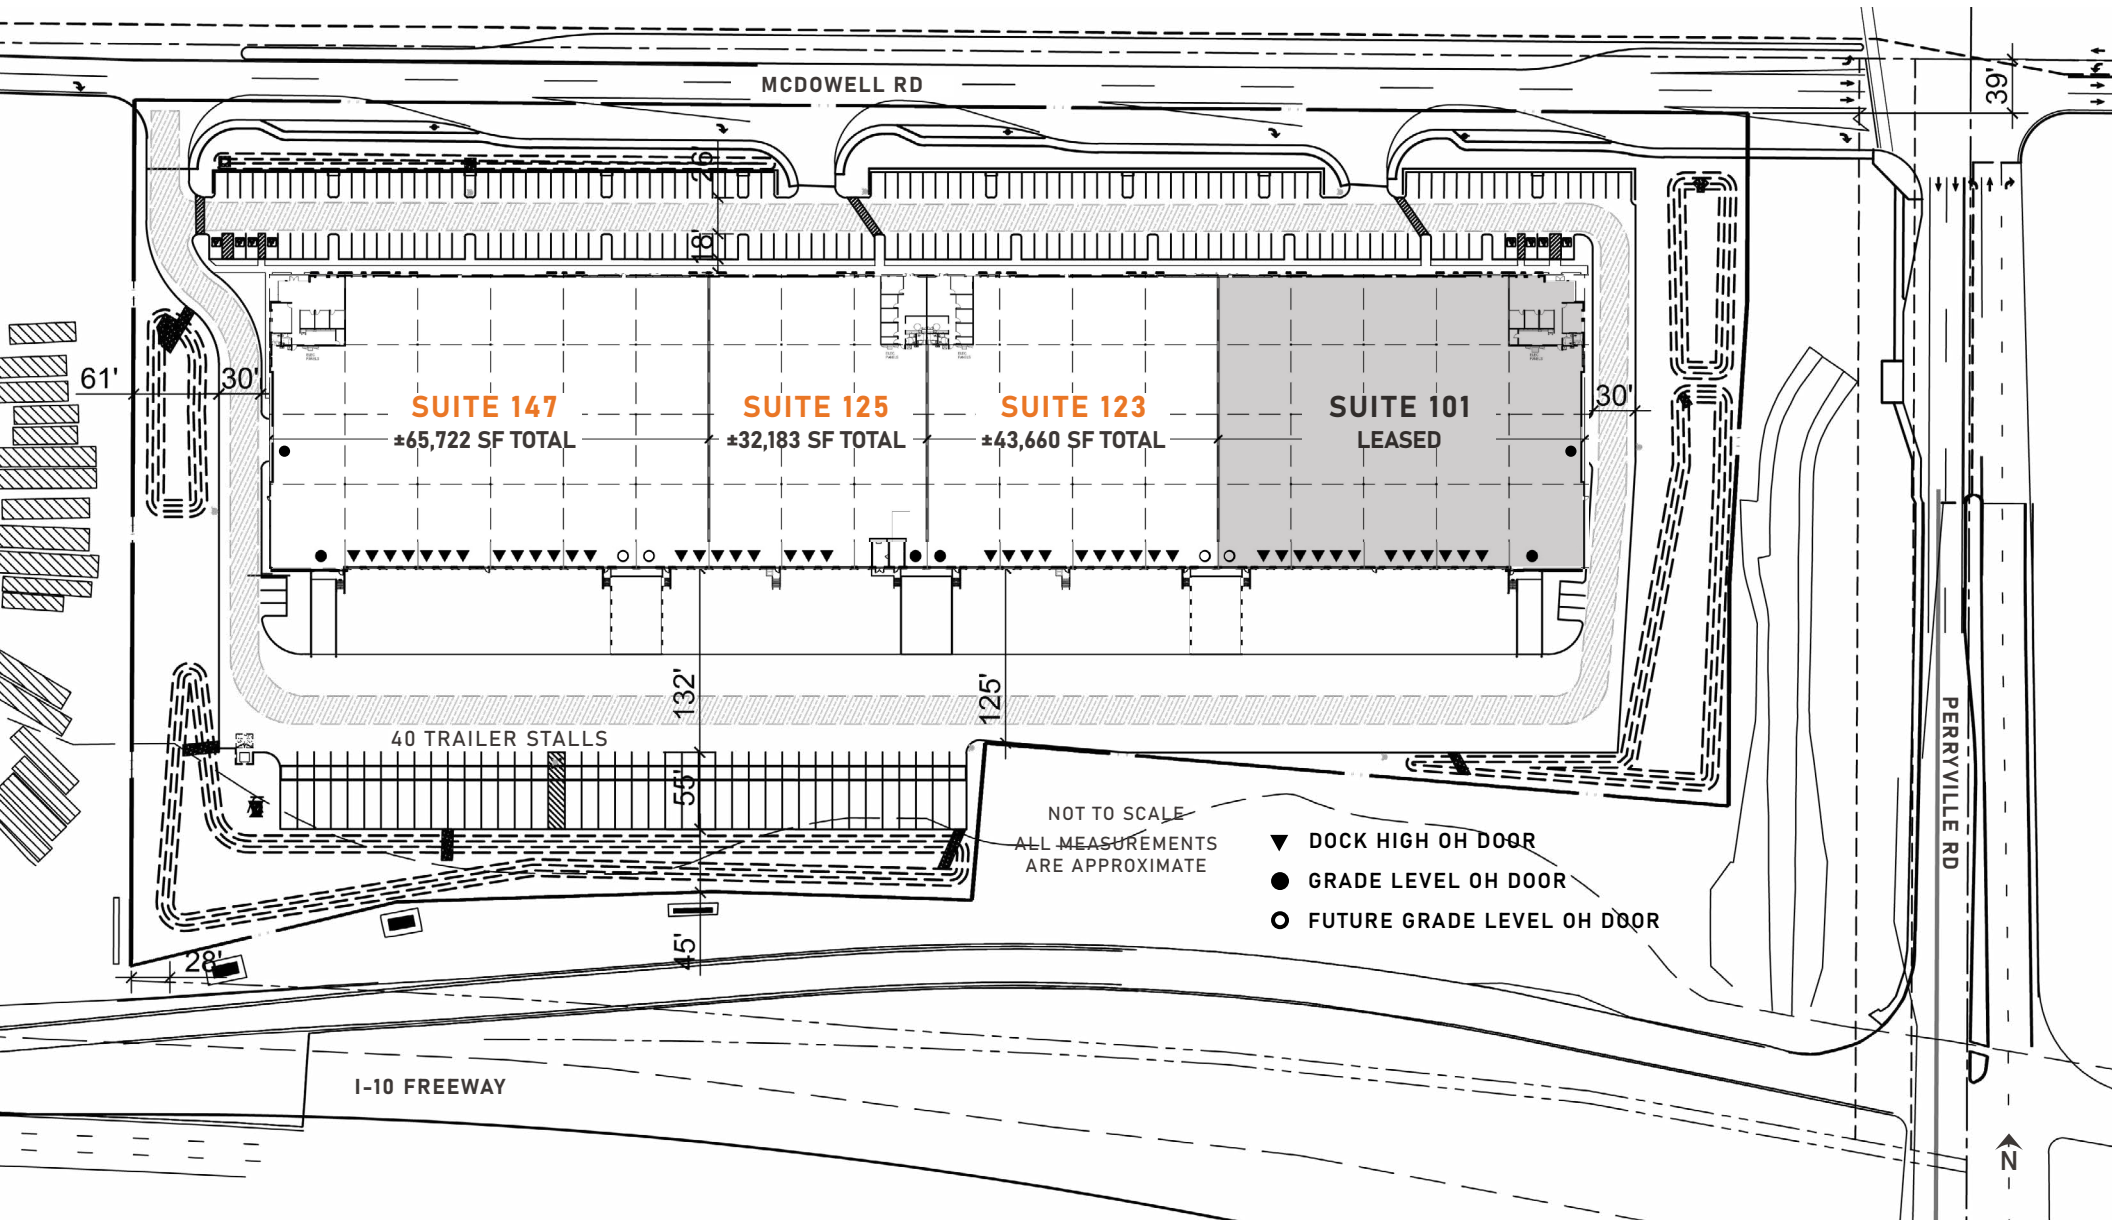 MCDOWELL RD
39'
26'
18'
61'
30'
30'
SUITE 147
±65,722 SF TOTAL
SUITE 125
±32,183 SF TOTAL
SUITE 123
±43,660 SF TOTAL
SUITE 101
LEASED
132'
125'
40 TRAILER STALLS
55'
PERRYVILLE RD
NOT TO SCALE
ALL MEASUREMENTS
ARE APPROXIMATE
DOCK HIGH OH DOOR
GRADE LEVEL OH DOOR
FUTURE GRADE LEVEL OH DOOR
45'
28'
I-10 FREEWAY
N